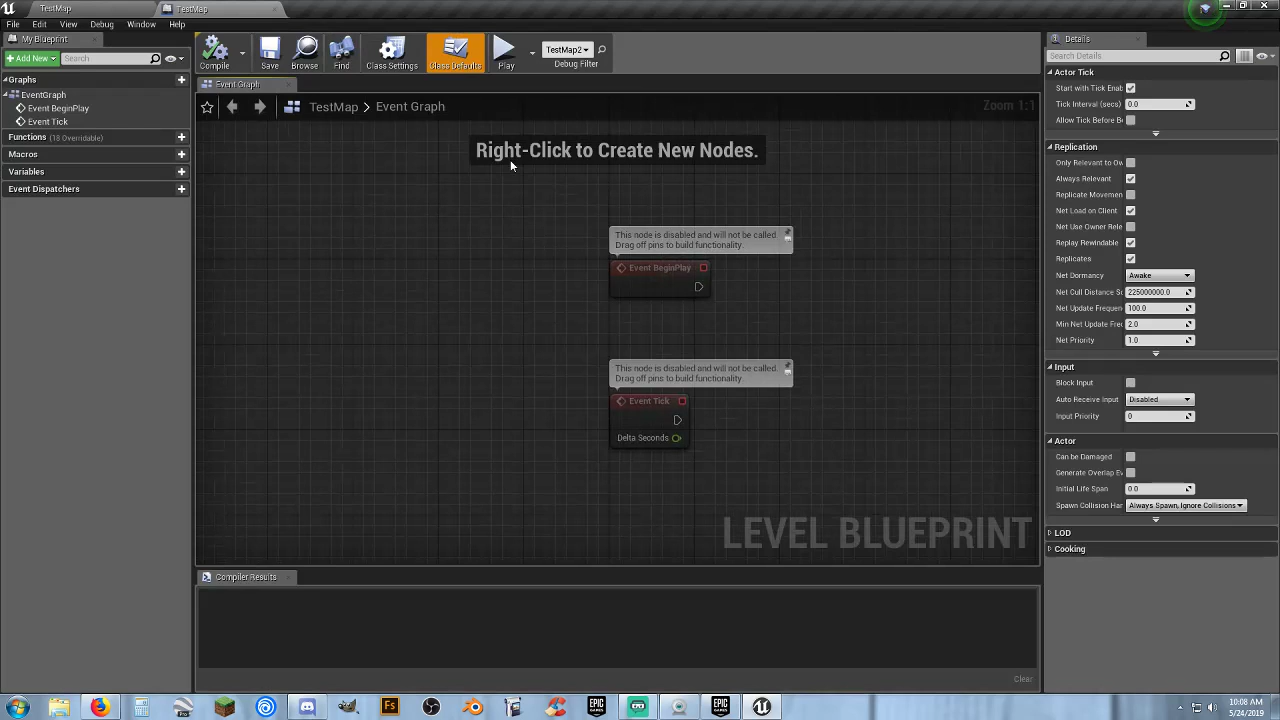 TestMap
TestMap
File
Edit
View
Debug
Window
Help
My Blueprint
Add New
Search
Graphs
EventGraph
Event BeginPlay
Event Tick
Functions (18 Overridable)
Macros
Variables
Event Dispatchers
Compile
Save
Browse
Find
Class Settings
Class Defaults
Play
TestMap2
Debug Filter
Event Graph
TestMap
Event Graph
Zoom 1:1
Right-Click to Create New Nodes.
This node is disabled and will not be called.
Drag off pins to build functionality.
Event BeginPlay
This node is disabled and will not be called.
Drag off pins to build functionality.
Event Tick
Delta Seconds
LEVEL BLUEPRINT
Compiler Results
Clear
Details
Search Details
Actor Tick
Start with Tick Enab
Tick Interval (secs) 0.0
Allow Tick Before Be
Replication
Only Relevant to Ow
Always Relevant
Replicate Movemen
Net Load on Client
Net Use Owner Rele
Replay Rewindable
Replicates
Net Dormancy Awake
Net Cull Distance S 225000000.0
Net Update Frequen 100.0
Min Net Update Fre 2.0
Net Priority 1.0
Input
Block Input
Auto Receive Input Disabled
Input Priority 0
Actor
Can be Damaged
Generate Overlap Ev
Initial Life Span 0.0
Spawn Collision Har Always Spawn, Ignore Collisions
LOD
Cooking
Pro
Fs
EPIC
GAMES
EPIC
GAMES
10:08 AM
5/24/2019